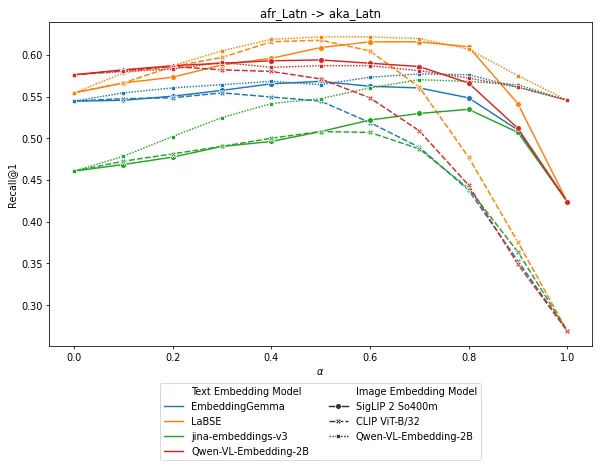 afr_Latn -> aka_Latn
Recall@1
0.60
0.55
0.50
0.45
0.40
0.35
0.30
0.0 0.2 0.4 0.6 0.8 1.0
α
Text Embedding Model Image Embedding Model
EmbeddingGemma SigLIP 2 So400m
LaBSE CLIP ViT-B/32
jina-embeddings-v3 Qwen-VL-Embedding-2B
Qwen-VL-Embedding-2B